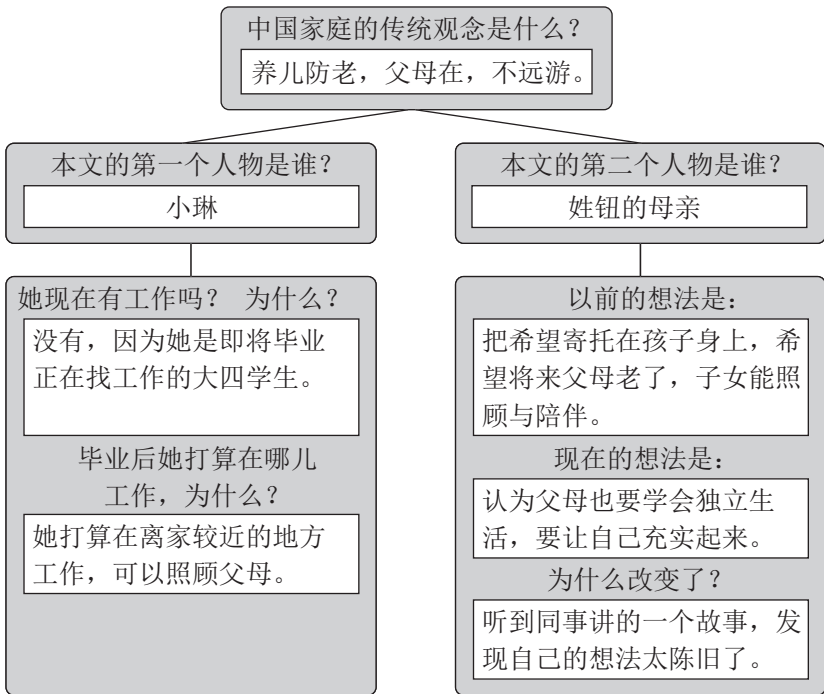 中国家庭的传统观念是什么？
养儿防老，父母在，不远游。
本文的第一个人物是谁？
小琳
她现在有工作吗？ 为什么？
没有，因为她是即将毕业
正在找工作的大四学生。
毕业后她打算在哪儿
工作，为什么？
她打算在离家较近的地方
工作，可以照顾父母。
本文的第二个人物是谁？
姓钮的母亲
以前的想法是：
把希望寄托在孩子身上，希
望将来父母老了，子女能照
顾与陪伴。
现在的想法是：
认为父母也要学会独立生
活，要让自己充实起来。
为什么改变了？
听到同事讲的一个故事，发
现自己的想法太陈旧了。